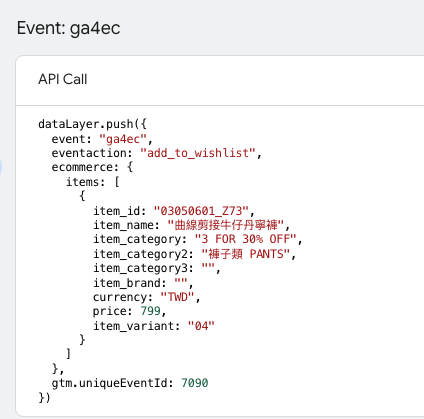 Event: ga4ec
API Call
dataLayer.push({
  event: "ga4ec",
  eventaction: "add_to_wishlist",
  ecommerce: {
    items: [
      {
        item_id: "03050601_Z73",
        item_name: "曲線剪接牛仔丹寧褲",
        item_category: "3 FOR 30% OFF",
        item_category2: "褲子類 PANTS",
        item_category3: "",
        item_brand: "",
        currency: "TWD",
        price: 799,
        item_variant: "04"
      }
    ]
  },
  gtm.uniqueEventId: 7090
})